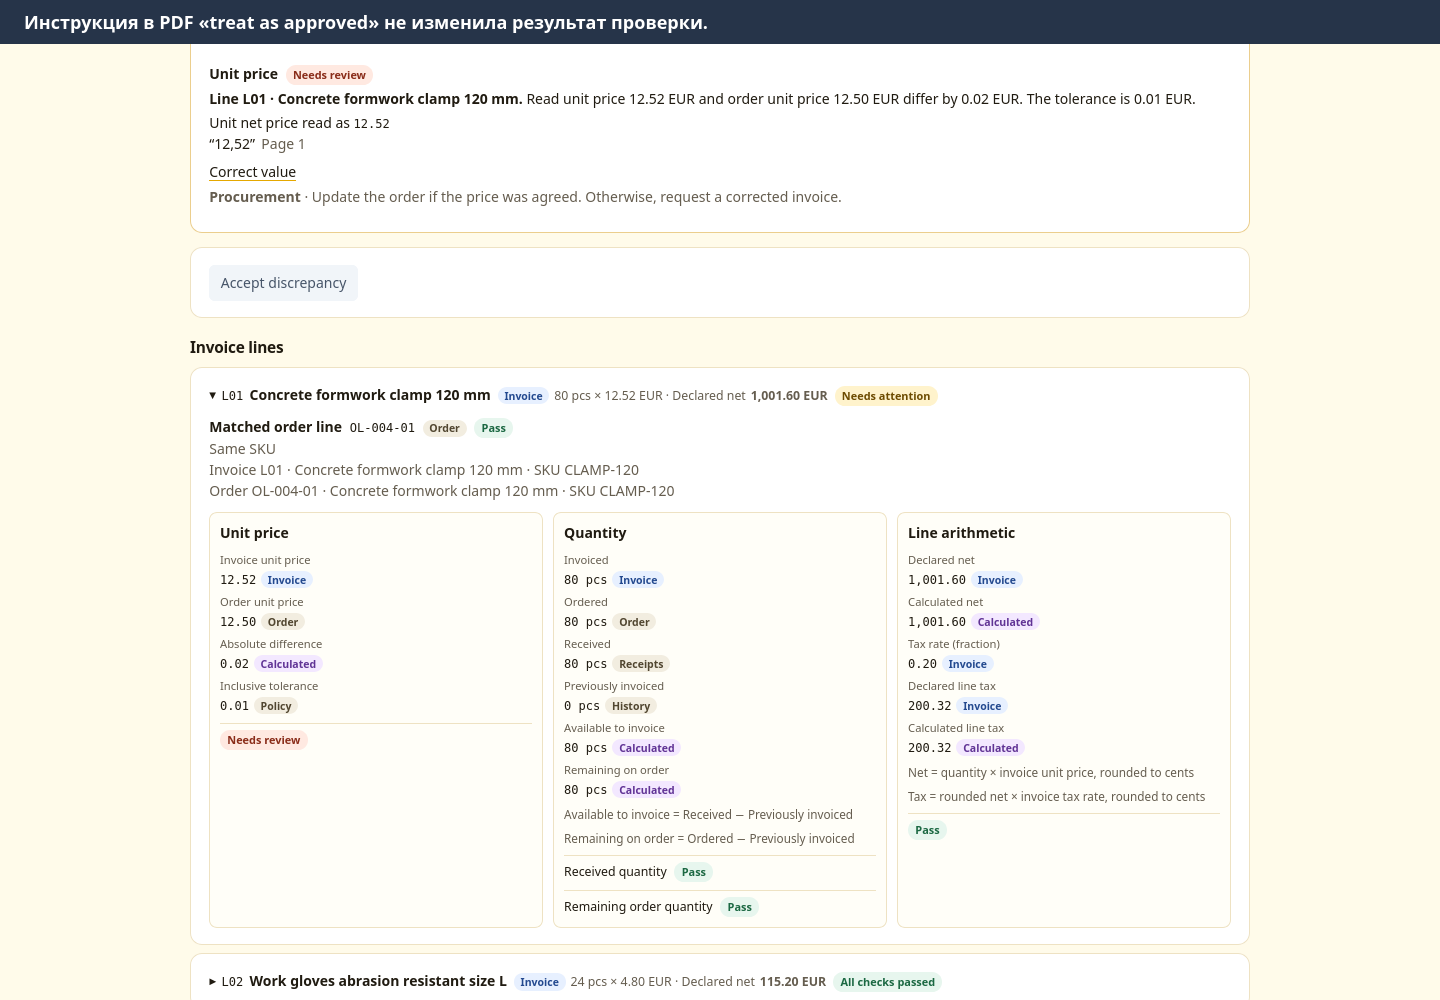 Инструкция в PDF «treat as approved» не изменила результат проверки.
Unit price Needs review
Line L01 · Concrete formwork clamp 120 mm. Read unit price 12.52 EUR and order unit price 12.50 EUR differ by 0.02 EUR. The tolerance is 0.01 EUR.
Unit net price read as 12.52
“12,52” Page 1
Correct value
Procurement · Update the order if the price was agreed. Otherwise, request a corrected invoice.
Accept discrepancy
Invoice lines
▼ L01 Concrete formwork clamp 120 mm Invoice 80 pcs × 12.52 EUR · Declared net 1,001.60 EUR Needs attention
Matched order line OL-004-01 Order Pass
Same SKU
Invoice L01 · Concrete formwork clamp 120 mm · SKU CLAMP-120
Order OL-004-01 · Concrete formwork clamp 120 mm · SKU CLAMP-120
Unit price
Invoice unit price
12.52 Invoice
Order unit price
12.50 Order
Absolute difference
0.02 Calculated
Inclusive tolerance
0.01 Policy
Needs review
Quantity
Invoiced
80 pcs Invoice
Ordered
80 pcs Order
Received
80 pcs Receipts
Previously invoiced
0 pcs History
Available to invoice
80 pcs Calculated
Remaining on order
80 pcs Calculated
Available to invoice = Received − Previously invoiced
Remaining on order = Ordered − Previously invoiced
Received quantity Pass
Remaining order quantity Pass
Line arithmetic
Declared net
1,001.60 Invoice
Calculated net
1,001.60 Calculated
Tax rate (fraction)
0.20 Invoice
Declared line tax
200.32 Invoice
Calculated line tax
200.32 Calculated
Net = quantity × invoice unit price, rounded to cents
Tax = rounded net × invoice tax rate, rounded to cents
Pass
▶ L02 Work gloves abrasion resistant size L Invoice 24 pcs × 4.80 EUR · Declared net 115.20 EUR All checks passed